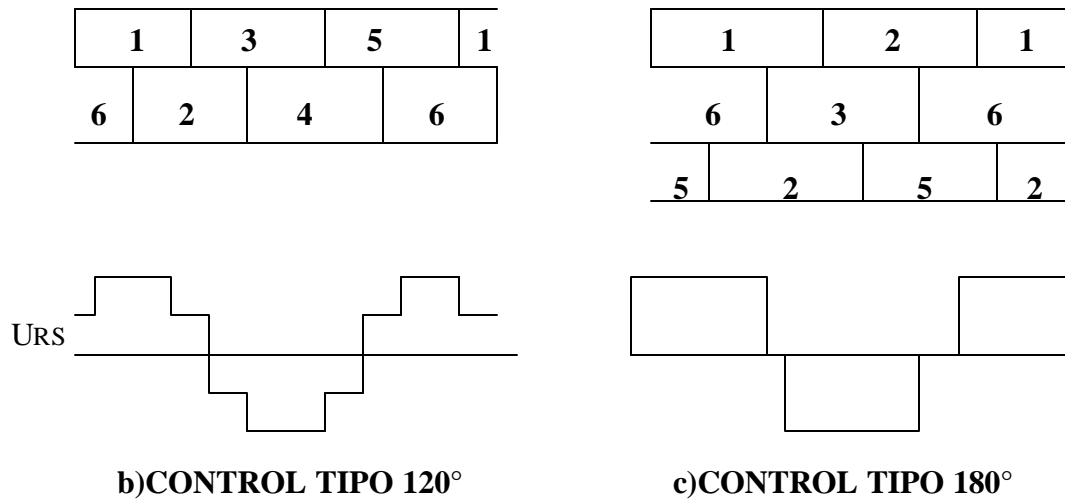 1 3 5 1
6 2 4 6
1 2 1
6 3 6
5 2 5 2
URS
b)CONTROL TIPO 120°
c)CONTROL TIPO 180°